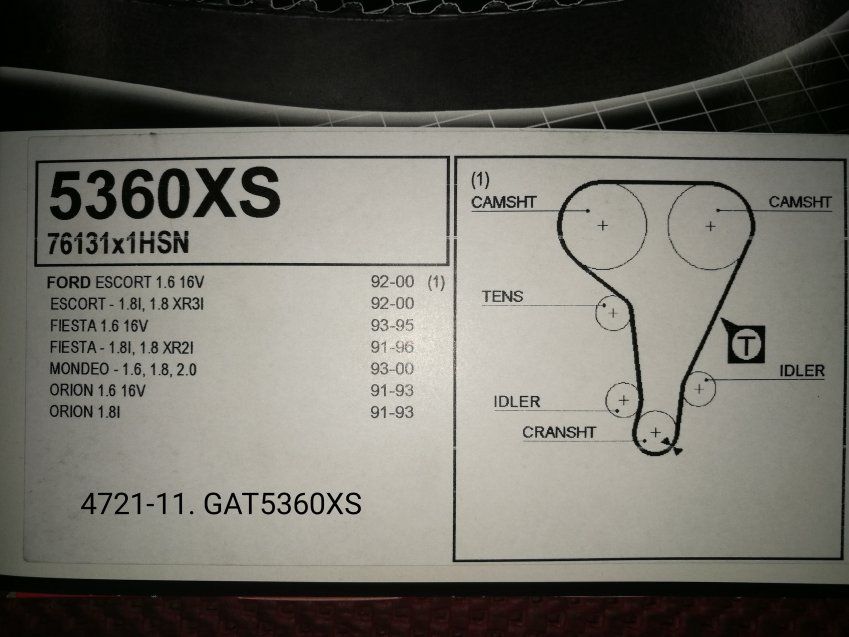 5360XS
76131x1HSN
FORD ESCORT 1.6 16V 92-00 (1)
ESCORT - 1.8I, 1.8 XR3I 92-00
FIESTA 1.6 16V 93-95
FIESTA - 1.8I, 1.8 XR2I 91-96
MONDEO - 1.6, 1.8, 2.0 93-00
ORION 1.6 16V 91-93
ORION 1.8I 91-93
4721-11. GAT5360XS
(1)
CAMSHT CAMSHT
TENS
T
IDLER
IDLER
CRANSHT